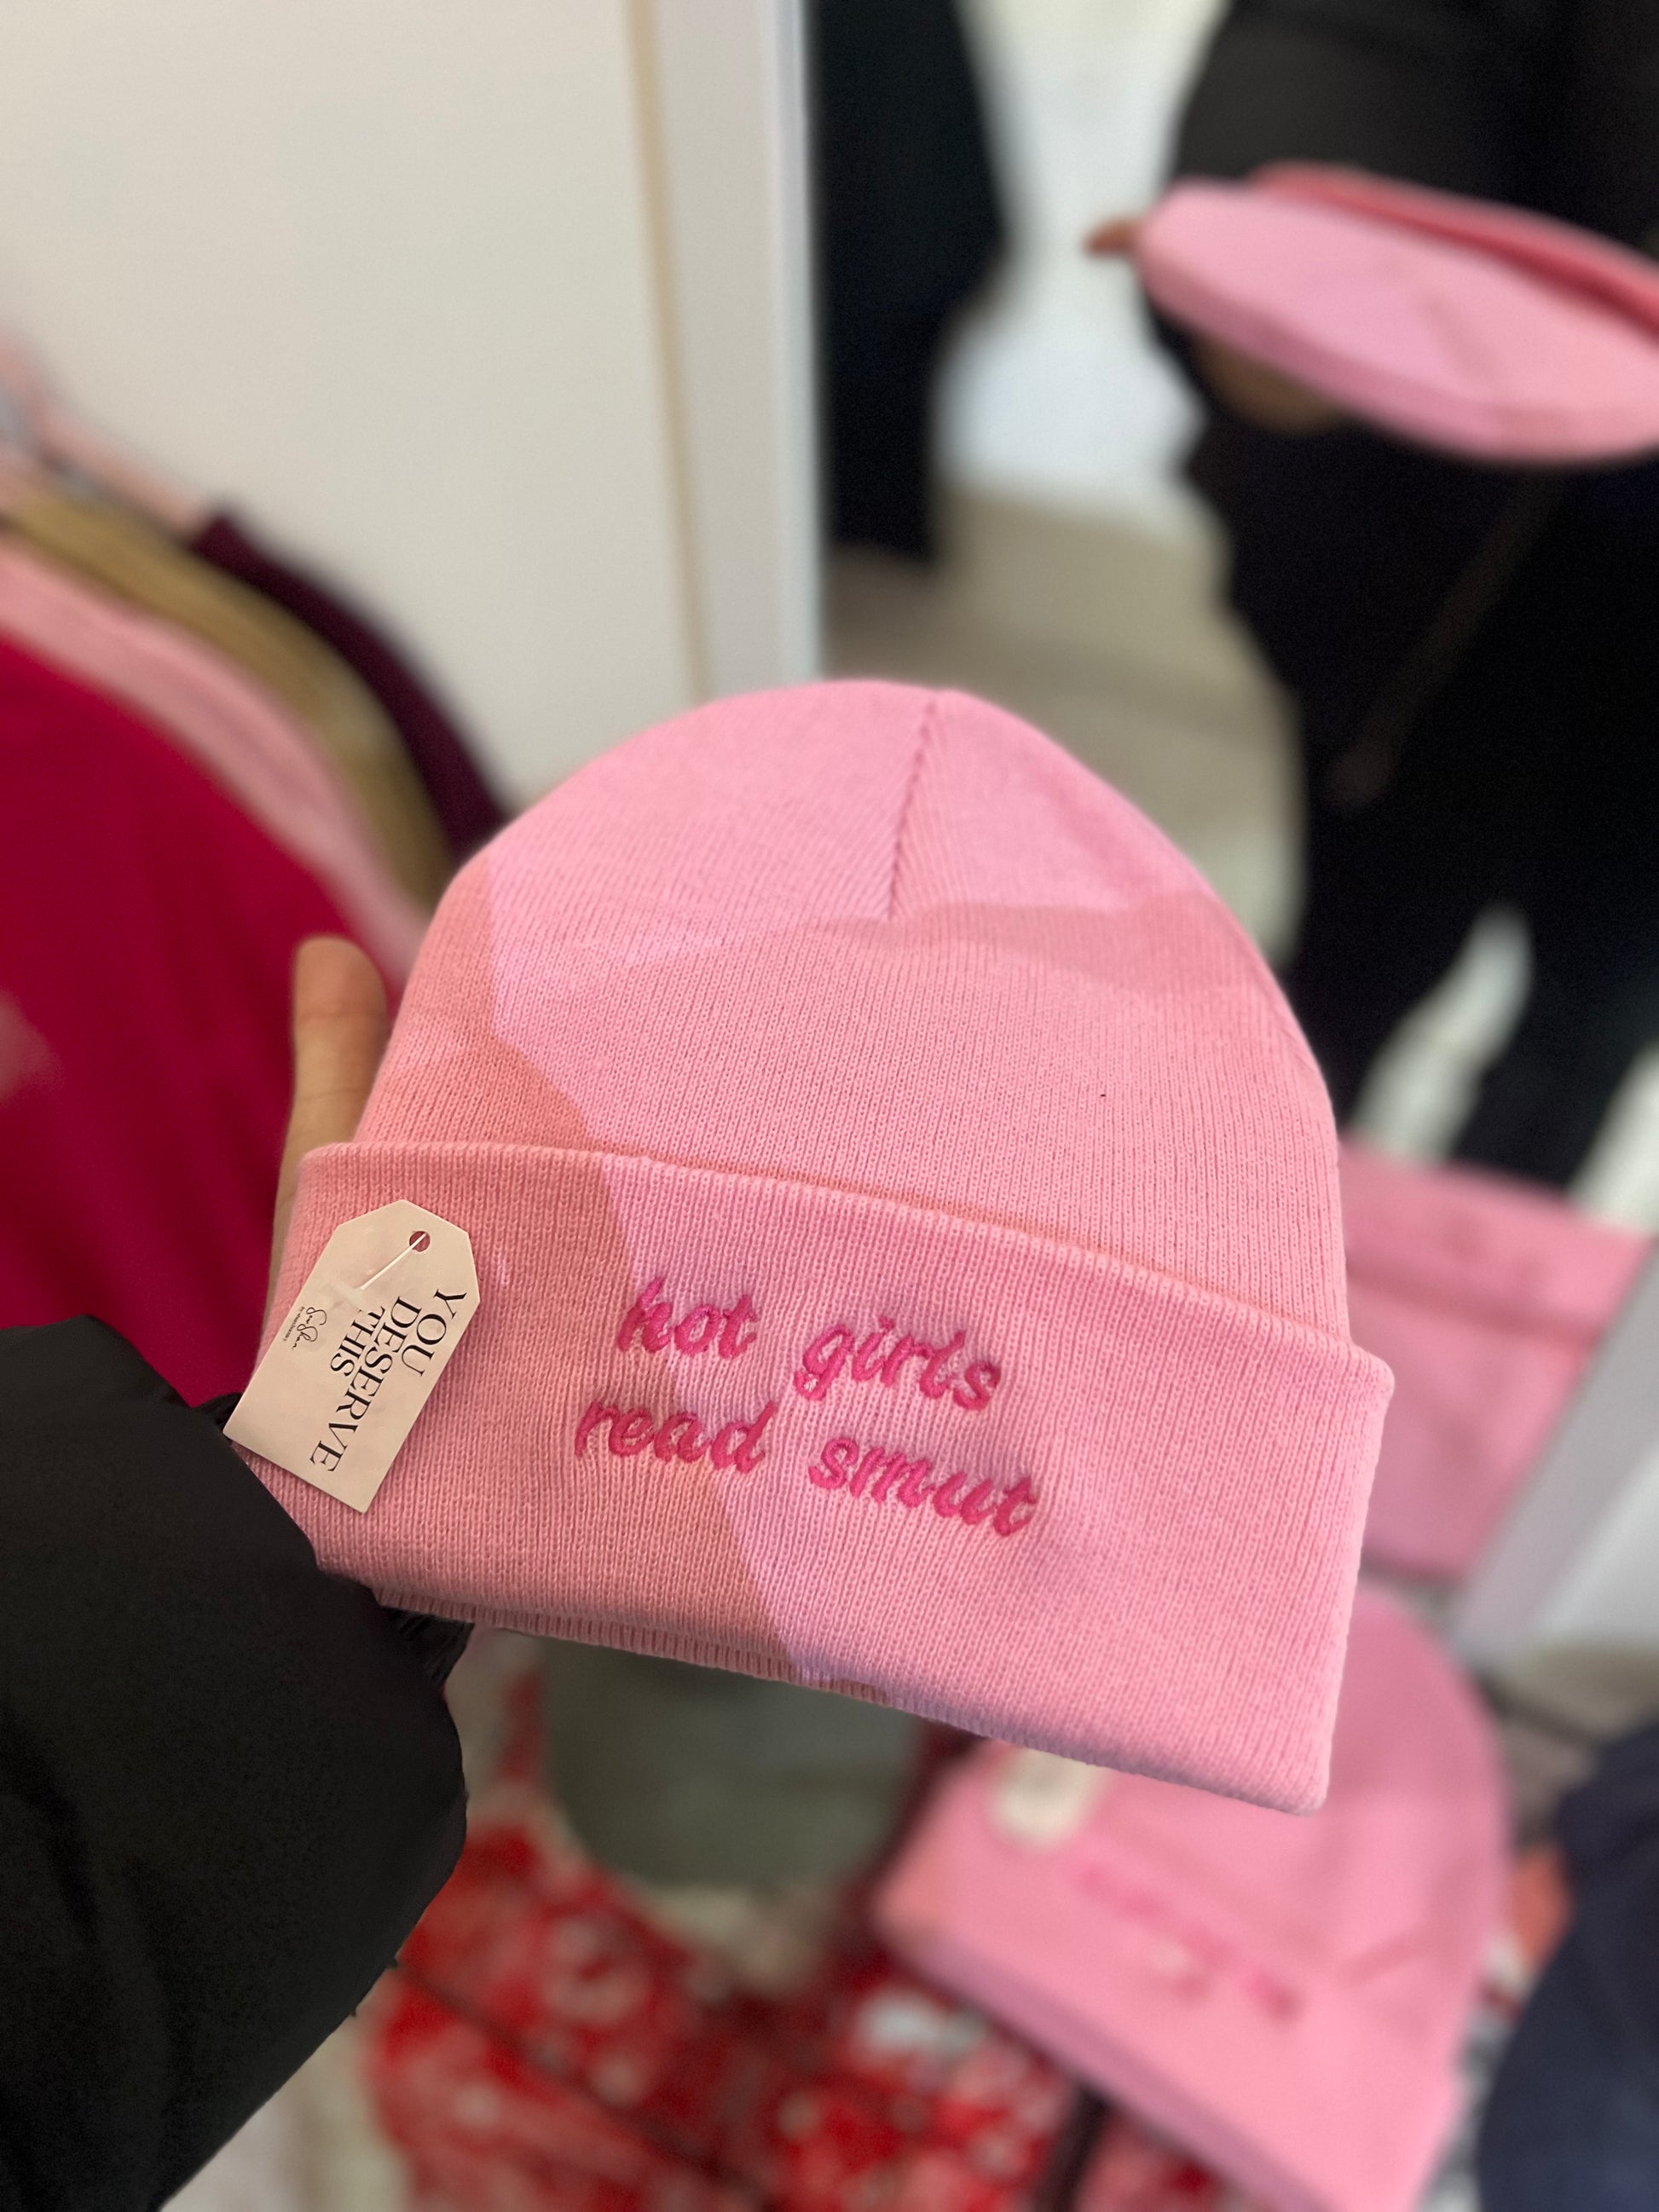 hot girls
read smut
YOU
DESERVE
THIS